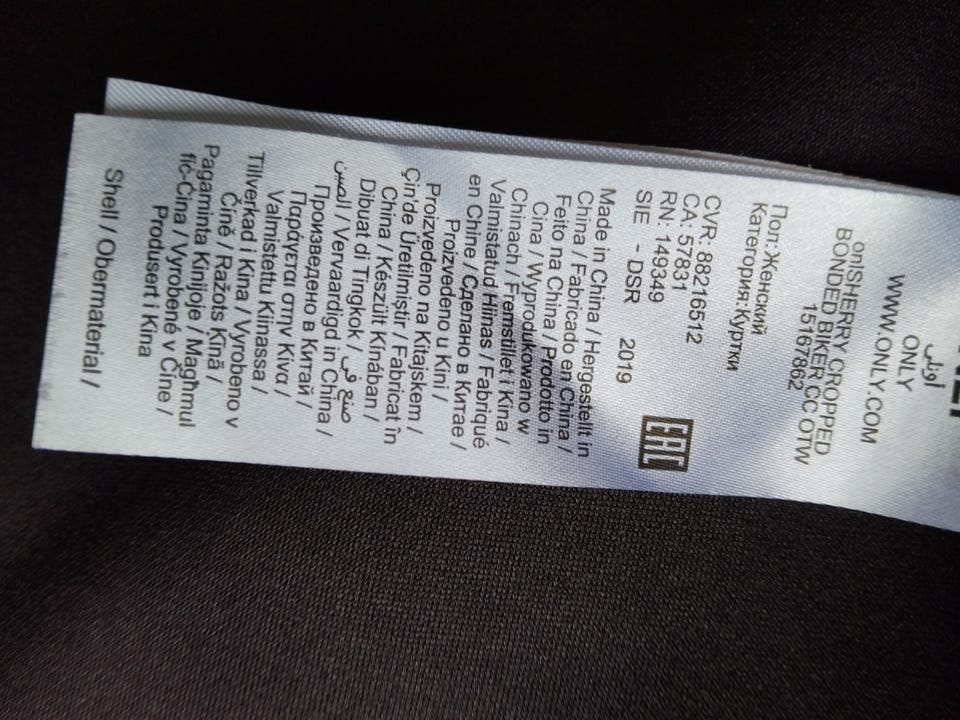 اونلي
ONLY
WWW.ONLY.COM
onlSHERRY CROPPED
BONDED BIKER CC OTW
15167862
Пол:Женский
Категория:Куртки
CVR: 88216512
CA: 57831
RN: 149349
SIE - DSR 2019
EAC
Made in China / Hergestellt in
China / Fabricado en China /
Feito na China / Prodotto in
Cina / Wyprodukowano w
Chinach / Fremstillet i Kina /
Valmistatud Hiinas / Fabriqué
en Chine / Сделано в Китае /
Proizvedeno u Kini /
Proizvedeno na Kitajskem /
Çin'de Üretilmiştir / Fabricat în
China / Készült Kínában /
Dibuat di Tingkok / صنع في
الصين / Vervaardigd in China /
Произведено в Китай /
Παράγεται στην Κίνα /
Valmistettu Kiinassa /
Tillverkad i Kina / Vyrobeno v
Číně / Ražots Kīnā /
Pagaminta Kinijoje / Magħmul
fiċ-Ċina / Vyrobené v Číne /
Produsert i Kina
Shell / Obermaterial /